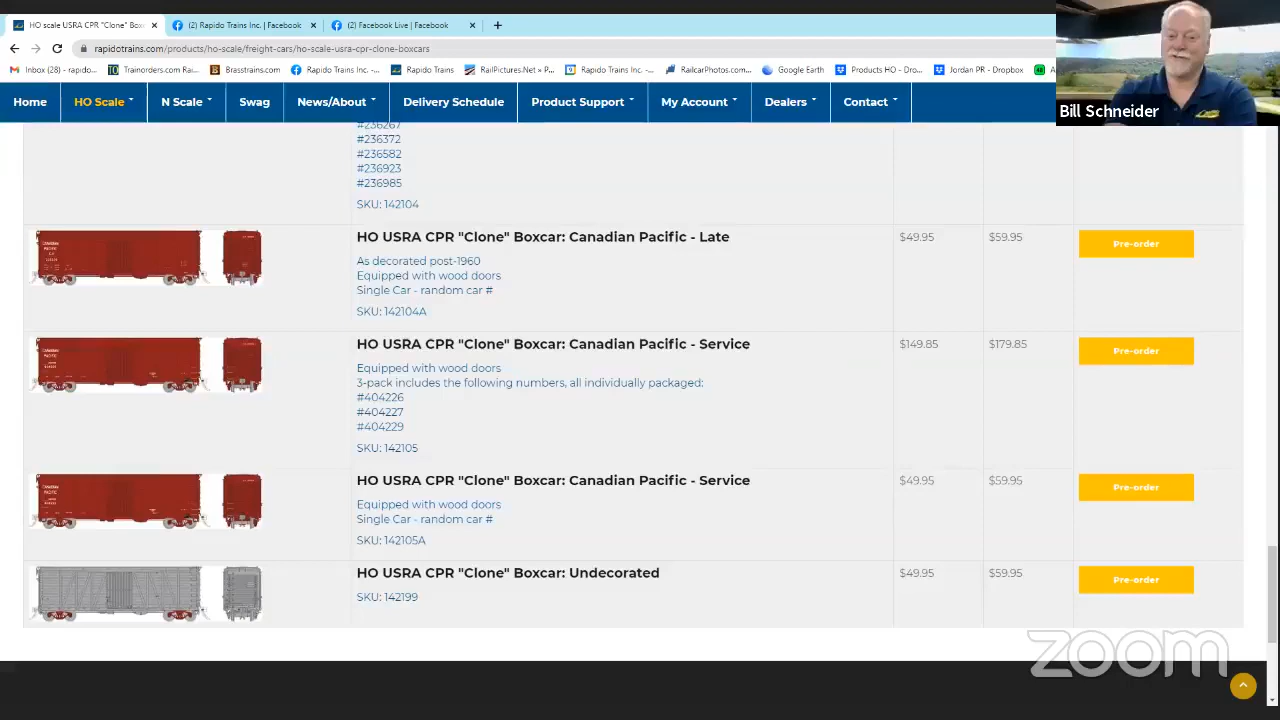 HO scale USRA CPR "Clone" Box
(2) Rapido Trains Inc. | Facebook
(2) Facebook Live | Facebook
rapidotrains.com/products/ho-scale/freight-cars/ho-scale-usra-cpr-clone-boxcars
Inbox (28) - rapido...
Trainorders.com Rai...
Brasstrains.com
Rapido Trains Inc. -...
Rapido Trains
RailPictures.Net » P...
Rapido Trains Inc. -...
RailcarPhotos.com...
Google Earth
Products HO - Dro...
Jordan PR - Dropbox
Home
HO Scale
N Scale
Swag
News/About
Delivery Schedule
Product Support
My Account
Dealers
Contact
Bill Schneider
#236267
#236372
#236582
#236923
#236985
SKU: 142104
HO USRA CPR "Clone" Boxcar: Canadian Pacific - Late
$49.95
$59.95
Pre-order
As decorated post-1960
Equipped with wood doors
Single Car - random car #
SKU: 142104A
HO USRA CPR "Clone" Boxcar: Canadian Pacific - Service
$149.85
$179.85
Pre-order
Equipped with wood doors
3-pack includes the following numbers, all individually packaged:
#404226
#404227
#404229
SKU: 142105
HO USRA CPR "Clone" Boxcar: Canadian Pacific - Service
$49.95
$59.95
Pre-order
Equipped with wood doors
Single Car - random car #
SKU: 142105A
HO USRA CPR "Clone" Boxcar: Undecorated
$49.95
$59.95
Pre-order
SKU: 142199
zoom